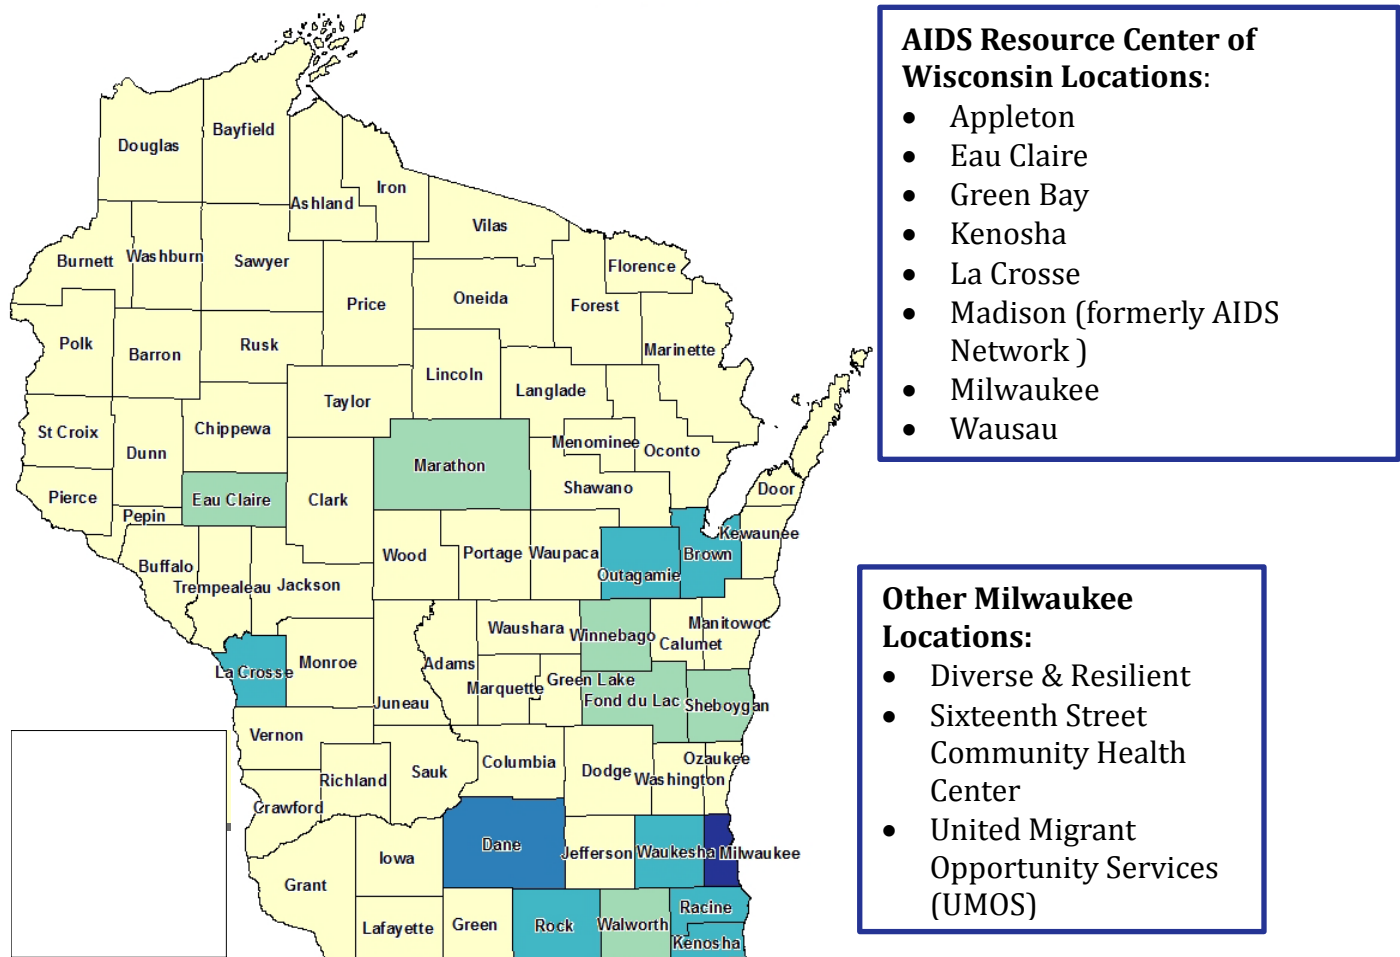 AIDS Resource Center of
Wisconsin Locations:
• Appleton
• Eau Claire
• Green Bay
• Kenosha
• La Crosse
• Madison (formerly AIDS
Network )
• Milwaukee
• Wausau
Other Milwaukee
Locations:
• Diverse & Resilient
• Sixteenth Street
Community Health
Center
• United Migrant
Opportunity Services
(UMOS)
Douglas
Bayfield
Ashland
Iron
Vilas
Burnett
Washburn
Sawyer
Price
Oneida
Forest
Florence
Polk
Barron
Rusk
Lincoln
Langlade
Marinette
Taylor
St Croix
Dunn
Chippewa
Marathon
Menominee
Oconto
Pierce
Pepin
Eau Claire
Clark
Shawano
Door
Buffalo
Trempealeau
Jackson
Wood
Portage
Waupaca
Outagamie
Brown
Kewaunee
La Crosse
Monroe
Juneau
Adams
Waushara
Winnebago
Calumet
Manitowoc
Marquette
Green Lake
Fond du Lac
Sheboygan
Vernon
Richland
Sauk
Columbia
Dodge
Washington
Ozaukee
Crawford
Grant
Iowa
Dane
Jefferson
Waukesha
Milwaukee
Lafayette
Green
Rock
Walworth
Racine
Kenosha